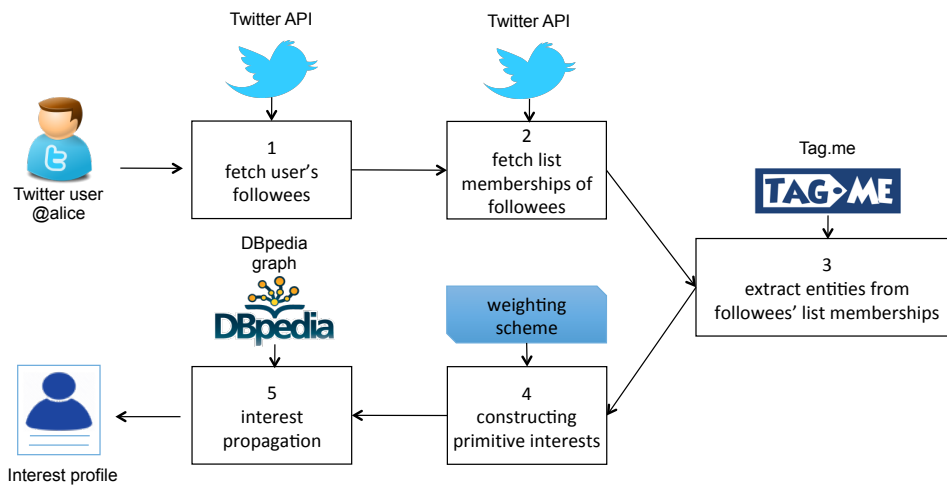 Twitter API
Twitter API
1
fetch user's
followees
2
fetch list
memberships of
followees
Tag.me
TAG ME
Twitter user
@alice
3
extract entities from
followees' list memberships
DBpedia
graph
DBpedia
weighting
scheme
5
interest
propagation
4
constructing
primitive interests
Interest profile